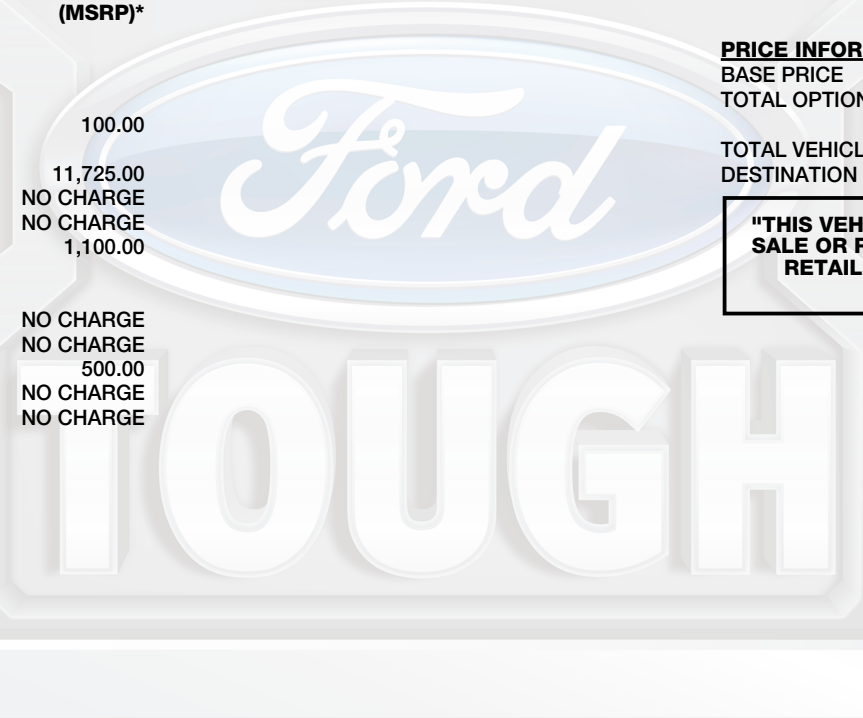 (MSRP)*
100.00
11,725.00
NO CHARGE
NO CHARGE
1,100.00
NO CHARGE
NO CHARGE
500.00
NO CHARGE
NO CHARGE
PRICE INFOR
BASE PRICE
TOTAL OPTION
TOTAL VEHICL
DESTINATION
"THIS VEH
SALE OR F
RETAIL
Ford
TOUGH